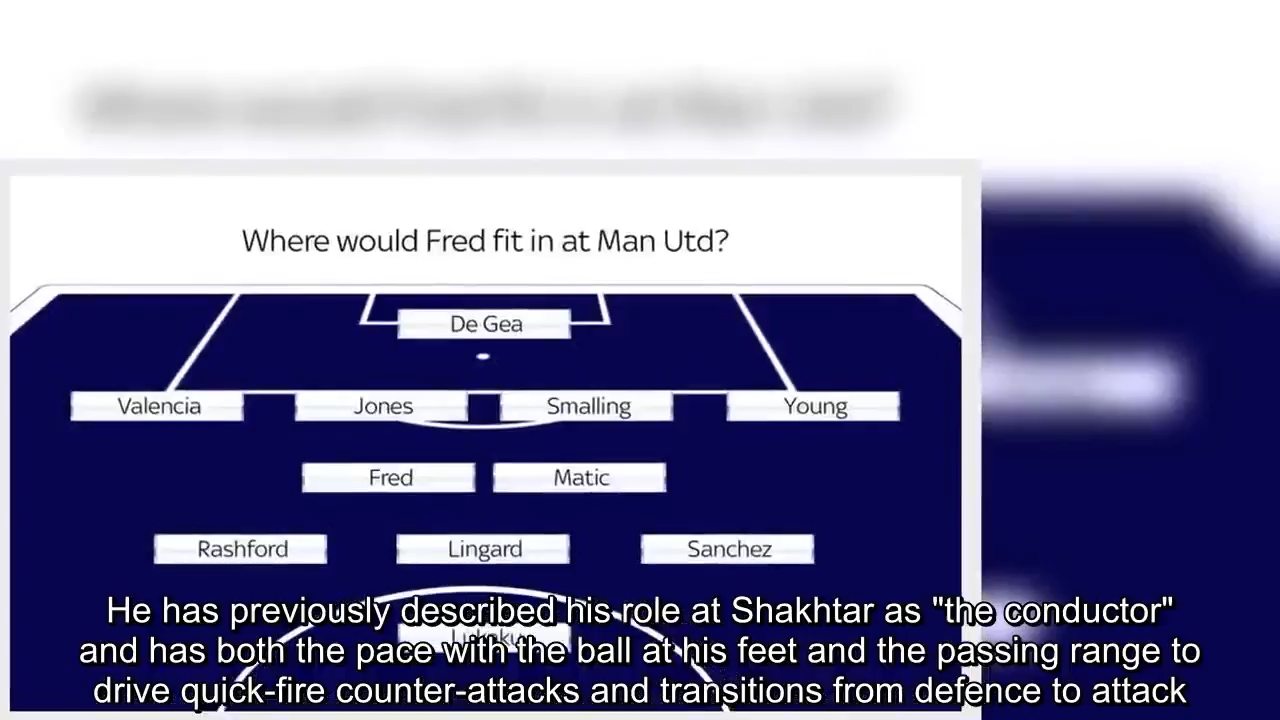 Where would Fred fit in at Man Utd?
De Gea
Valencia Jones Smalling Young
Fred Matic
Rashford Lingard Sanchez
Lukaku
He has previously described his role at Shakhtar as "the conductor"
and has both the pace with the ball at his feet and the passing range to
drive quick-fire counter-attacks and transitions from defence to attack